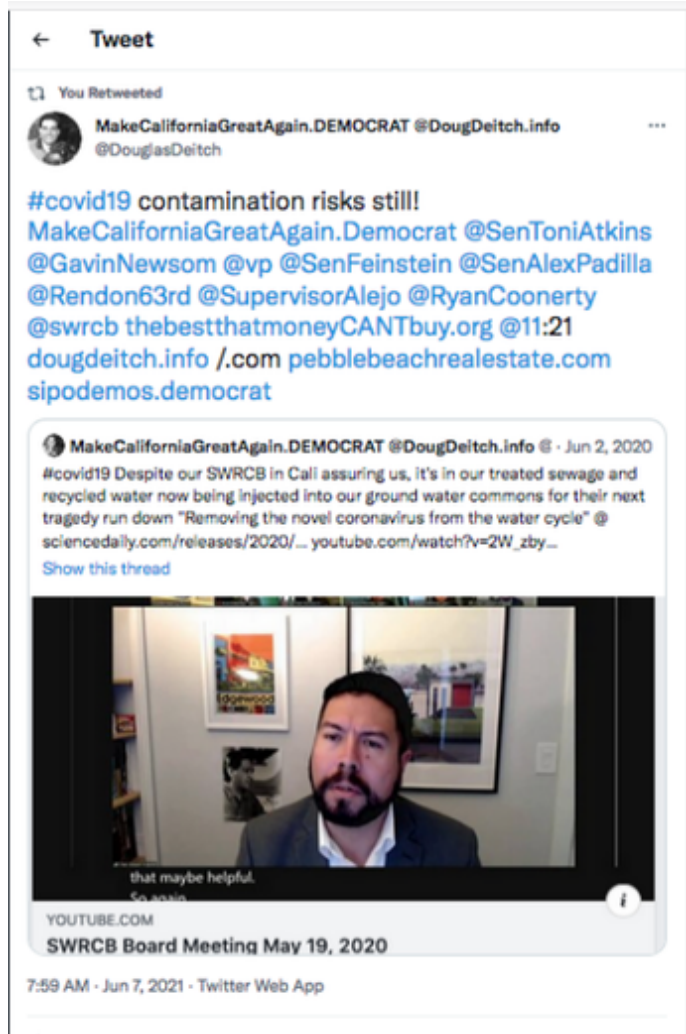 ← Tweet
You Retweeted
MakeCaliforniaGreatAgain.DEMOCRAT @DougDeitch.info
@DouglasDeitch
#covid19 contamination risks still!
MakeCaliforniaGreatAgain.Democrat @SenToniAtkins
@GavinNewsom @vp @SenFeinstein @SenAlexPadilla
@Rendon63rd @SupervisorAlejo @RyanCoonerty
@swrcb thebestthatmoneyCANTbuy.org @11:21
dougdeitch.info /.com pebblebeachrealestate.com
sipodemos.democrat
MakeCaliforniaGreatAgain.DEMOCRAT @DougDeitch.info @ · Jun 2, 2020
#covid19 Despite our SWRCB in Cali assuring us, it's in our treated sewage and
recycled water now being injected into our ground water commons for their next
tragedy run down "Removing the novel coronavirus from the water cycle" @
sciencedaily.com/releases/2020/... youtube.com/watch?v=2W_zby...
Show this thread
Edgewood
that maybe helpful.
So again
i
YOUTUBE.COM
SWRCB Board Meeting May 19, 2020
7:59 AM · Jun 7, 2021 · Twitter Web App